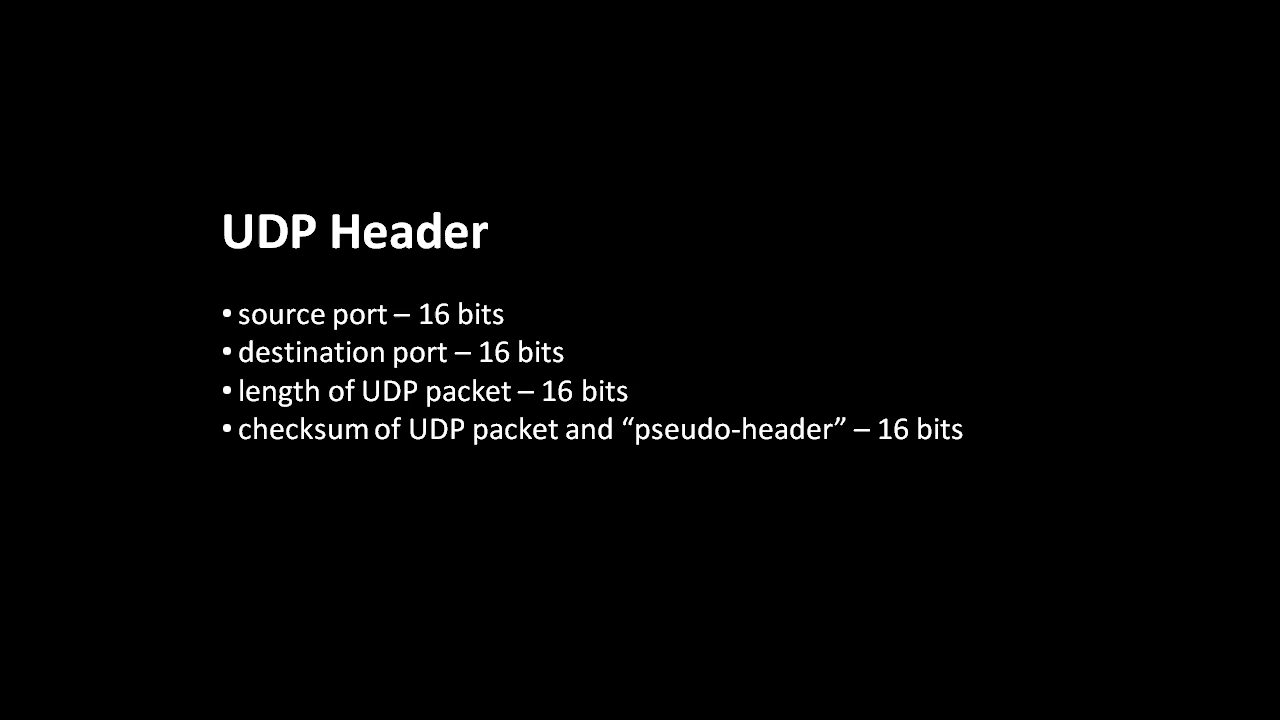 UDP Header
• source port – 16 bits
• destination port – 16 bits
• length of UDP packet – 16 bits
• checksum of UDP packet and “pseudo-header” – 16 bits